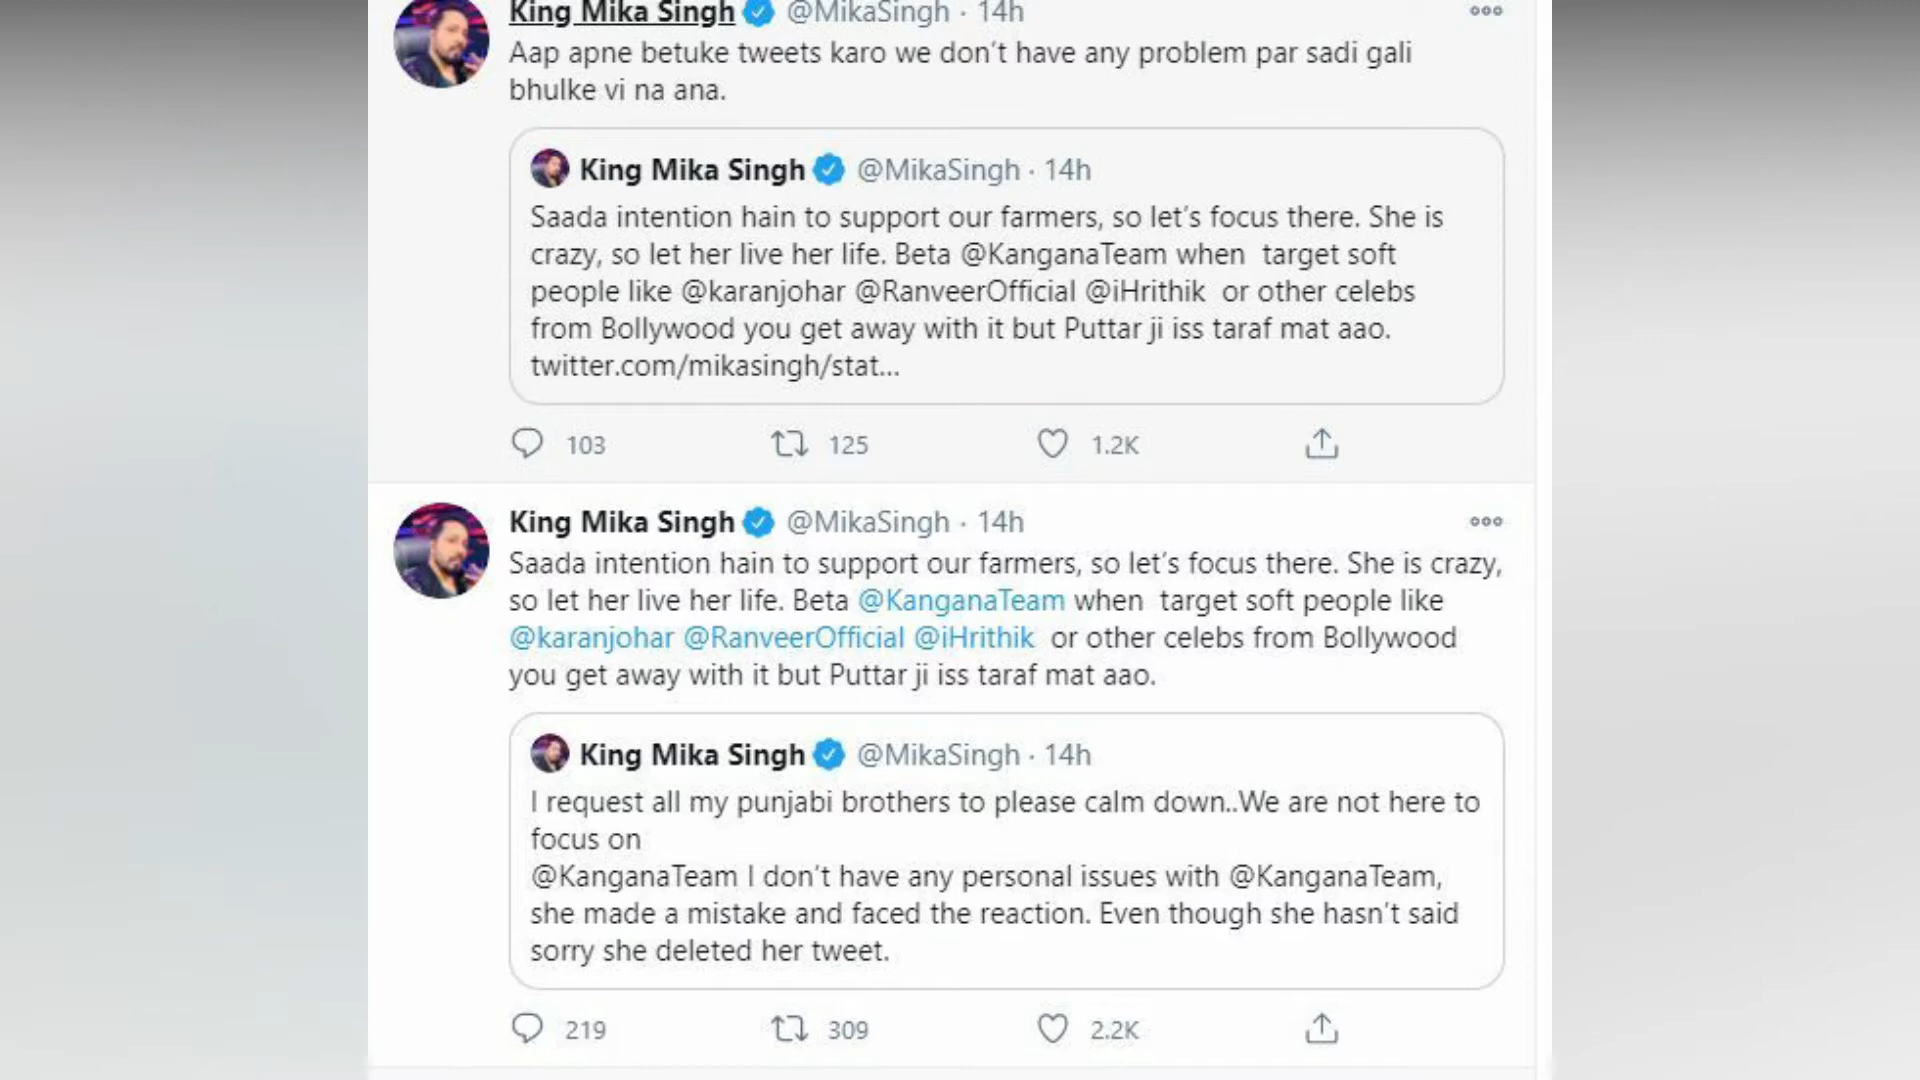 King Mika Singh @MikaSingh · 14h
Aap apne betuke tweets karo we don't have any problem par sadi gali
bhulke vi na ana.
King Mika Singh @MikaSingh · 14h
Saada intention hain to support our farmers, so let's focus there. She is
crazy, so let her live her life. Beta @KanganaTeam when target soft
people like @karanjohar @RanveerOfficial @iHrithik or other celebs
from Bollywood you get away with it but Puttar ji iss taraf mat aao.
twitter.com/mikasingh/stat...
103 125 1.2K
King Mika Singh @MikaSingh · 14h
Saada intention hain to support our farmers, so let's focus there. She is crazy,
so let her live her life. Beta @KanganaTeam when target soft people like
@karanjohar @RanveerOfficial @iHrithik or other celebs from Bollywood
you get away with it but Puttar ji iss taraf mat aao.
King Mika Singh @MikaSingh · 14h
I request all my punjabi brothers to please calm down..We are not here to
focus on
@KanganaTeam I don't have any personal issues with @KanganaTeam,
she made a mistake and faced the reaction. Even though she hasn't said
sorry she deleted her tweet.
219 309 2.2K